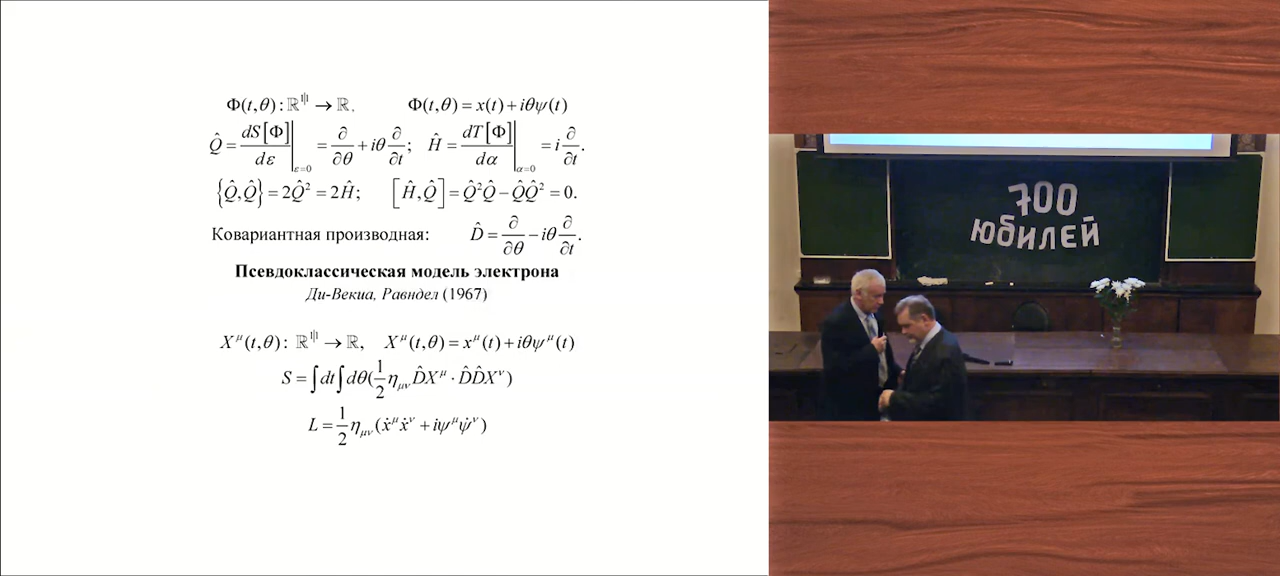 Φ(t,θ) : ℝ^{1|1} → ℝ, Φ(t,θ) = x(t) + iθψ(t)
Q̂ = dS[Φ]/dε |_{ε=0} = ∂/∂θ + iθ ∂/∂t; Ĥ = dT[Φ]/dα |_{α=0} = i ∂/∂t.
{Q̂,Q̂} = 2Q̂² = 2Ĥ; [Ĥ,Q̂] = Q̂²Q̂ − Q̂Q̂² = 0.
Ковариантная производная: D̂ = ∂/∂θ − iθ ∂/∂t.
Псевдоклассическая модель электрона
Ди-Векиа, Равндел (1967)
X^μ(t,θ) : ℝ^{1|1} → ℝ, X^μ(t,θ) = x^μ(t) + iθψ^μ(t)
S = ∫dt∫dθ(1/2 η_{μν} D̂X^μ · D̂D̂X^ν)
L = 1/2 η_{μν}(ẋ^μẋ^ν + iψ^μψ̇^ν)
700
ЮБИЛЕЙ